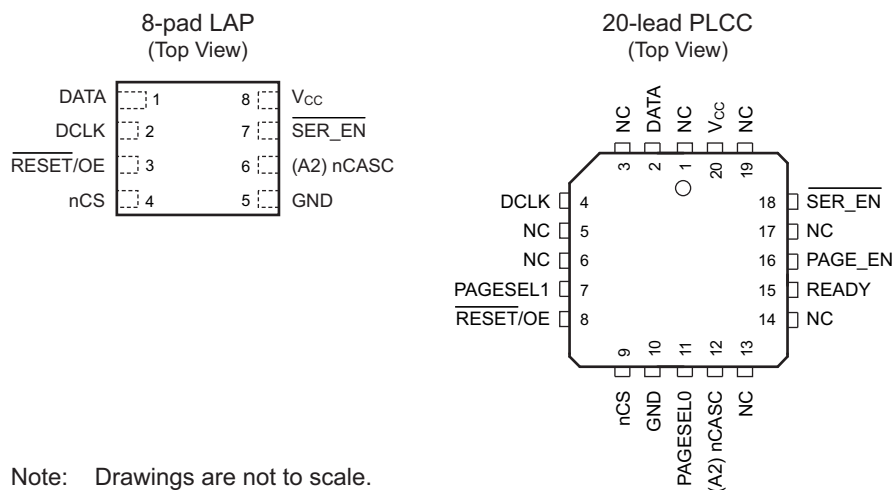 8-pad LAP
(Top View)
DATA 1 8 VCC
DCLK 2 7 SER_EN
RESET/OE 3 6 (A2) nCASC
nCS 4 5 GND
20-lead PLCC
(Top View)
NC DATA NC VCC NC
3 2 1 20 19
DCLK 4 18 SER_EN
NC 5 17 NC
NC 6 16 PAGE_EN
PAGESEL1 7 15 READY
RESET/OE 8 14 NC
9 10 11 12 13
nCS GND PAGESEL0 (A2) nCASC NC
Note: Drawings are not to scale.